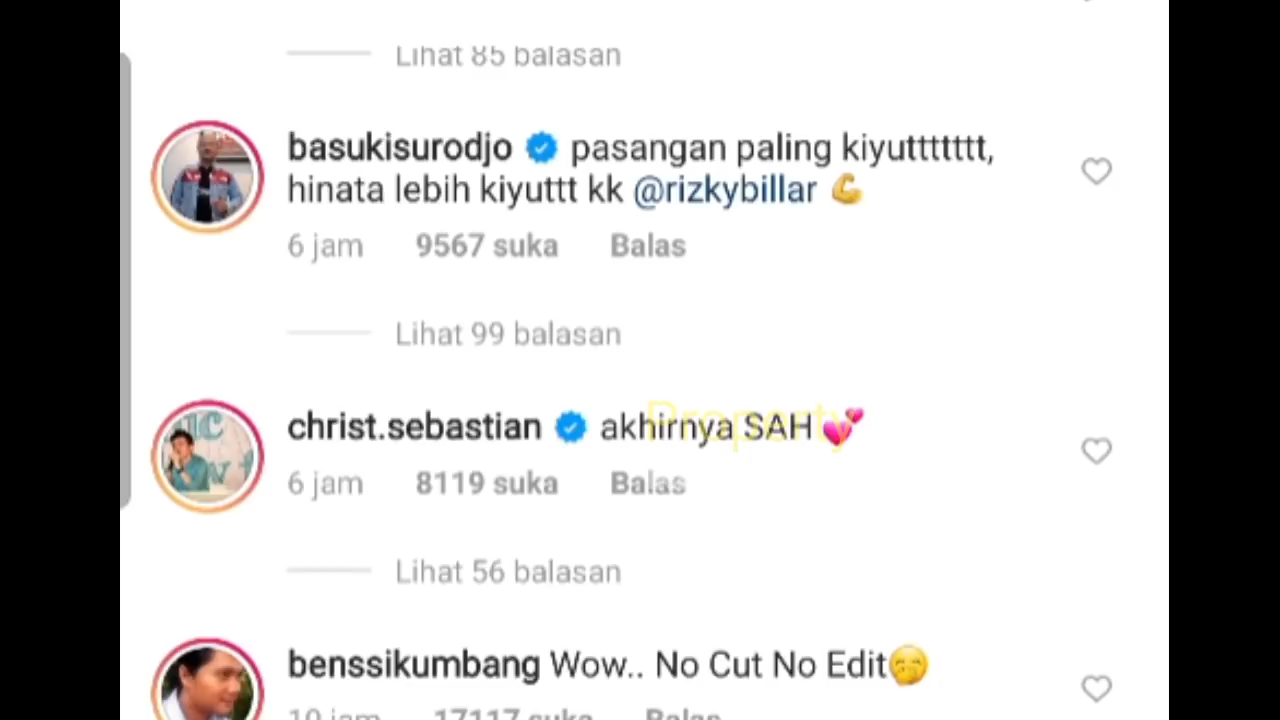 Lihat 85 balasan
basukisurodjo pasangan paling kiyuttttttt,
hinata lebih kiyuttt kk @rizkybillar 💪
6 jam 9567 suka Balas
Lihat 99 balasan
christ.sebastian akhirnya SAH 💕
Property
6 jam 8119 suka Balas
Lihat 56 balasan
benssikumbang Wow.. No Cut No Edit🤭
10 jam 17117 suka Balas